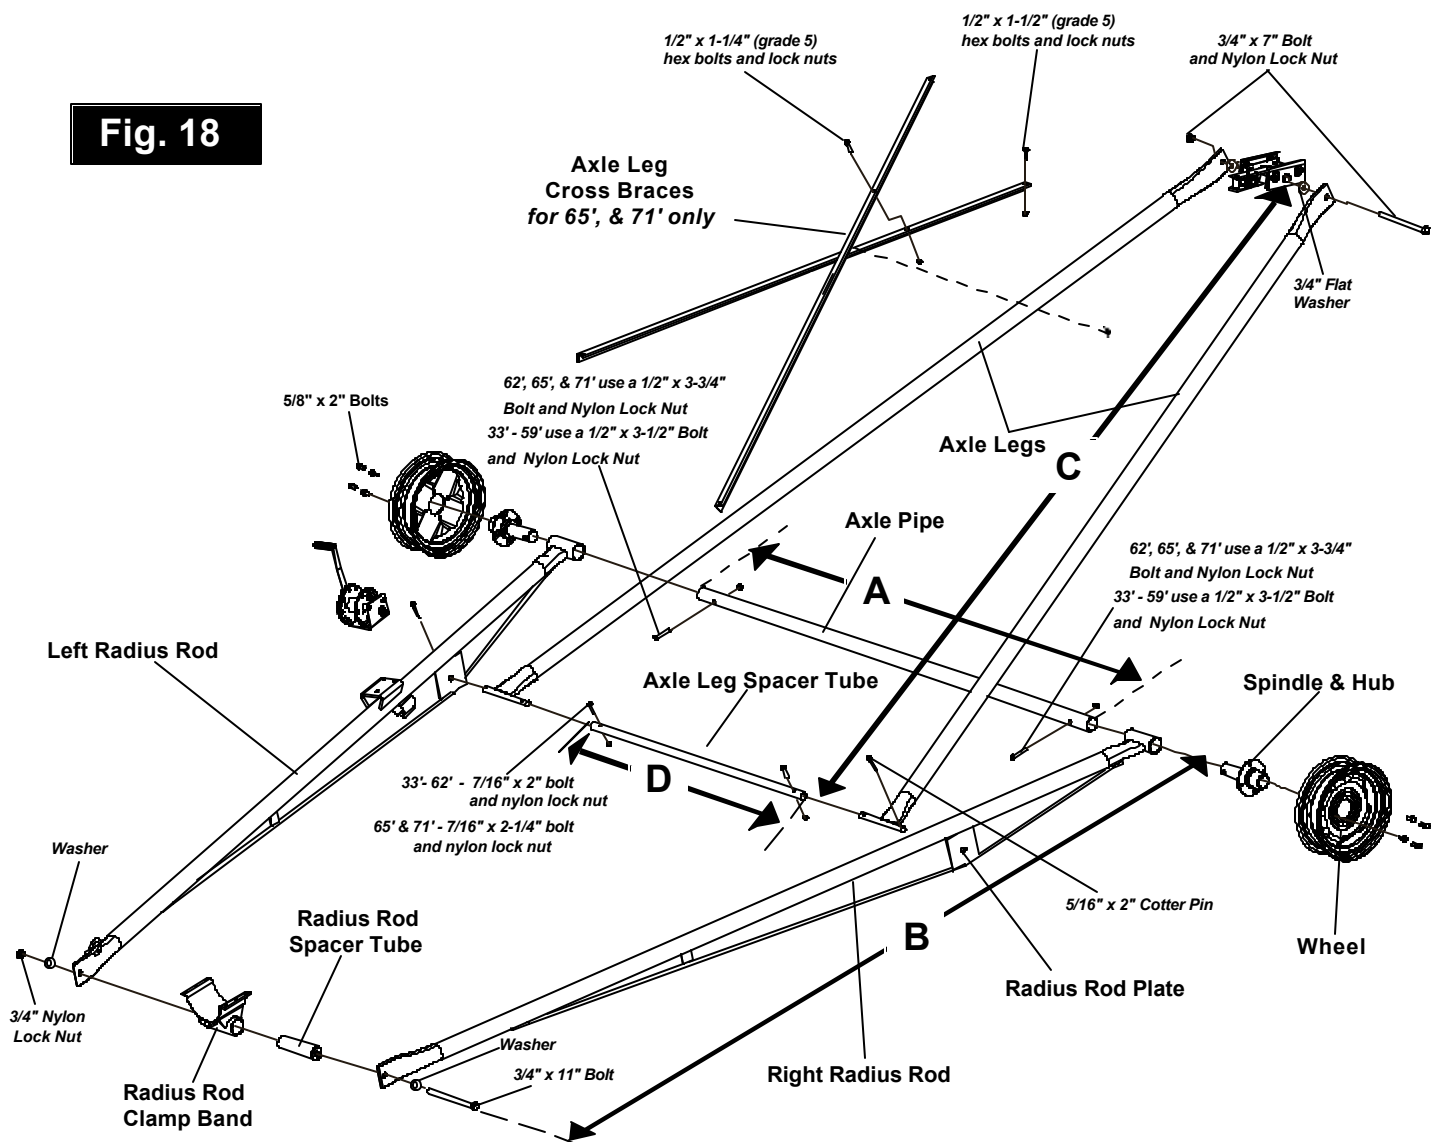 1/2" x 1-1/2" (grade 5)
hex bolts and lock nuts
1/2" x 1-1/4" (grade 5)
hex bolts and lock nuts
3/4" x 7" Bolt
and Nylon Lock Nut
Fig. 18
Axle Leg
Cross Braces
for 65', & 71' only
3/4" Flat
Washer
62', 65', & 71' use a 1/2" x 3-3/4"
Bolt and Nylon Lock Nut
33' - 59' use a 1/2" x 3-1/2" Bolt
and Nylon Lock Nut
5/8" x 2" Bolts
Axle Legs
C
Axle Pipe
A
62', 65', & 71' use a 1/2" x 3-3/4"
Bolt and Nylon Lock Nut
33' - 59' use a 1/2" x 3-1/2" Bolt
and Nylon Lock Nut
Left Radius Rod
Axle Leg Spacer Tube
Spindle & Hub
D
33'- 62' - 7/16" x 2" bolt
and nylon lock nut
65' & 71' - 7/16" x 2-1/4" bolt
and nylon lock nut
Washer
Radius Rod
Spacer Tube
5/16" x 2" Cotter Pin
B
Wheel
Radius Rod Plate
3/4" Nylon
Lock Nut
Washer
3/4" x 11" Bolt
Right Radius Rod
Radius Rod
Clamp Band